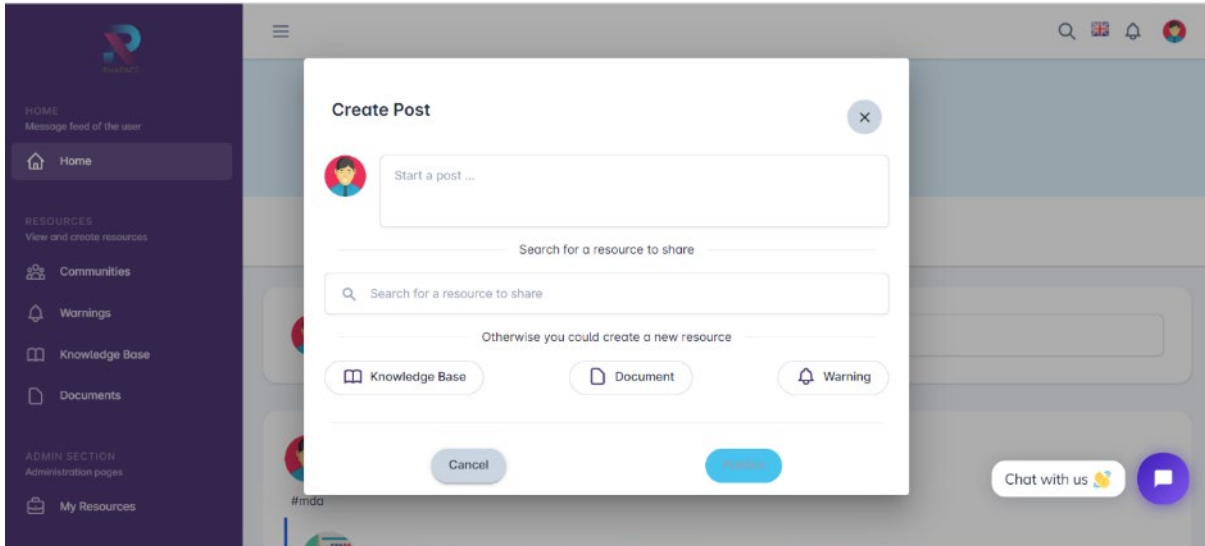 HOME
Message feed of the user
Home
RESOURCES
View and create resources
Communities
Warnings
Knowledge Base
Documents
ADMIN SECTION
Administration pages
My Resources
Create Post
Start a post ...
Search for a resource to share
Search for a resource to share
Otherwise you could create a new resource
Knowledge Base
Document
Warning
Cancel
#mda
Chat with us 👋